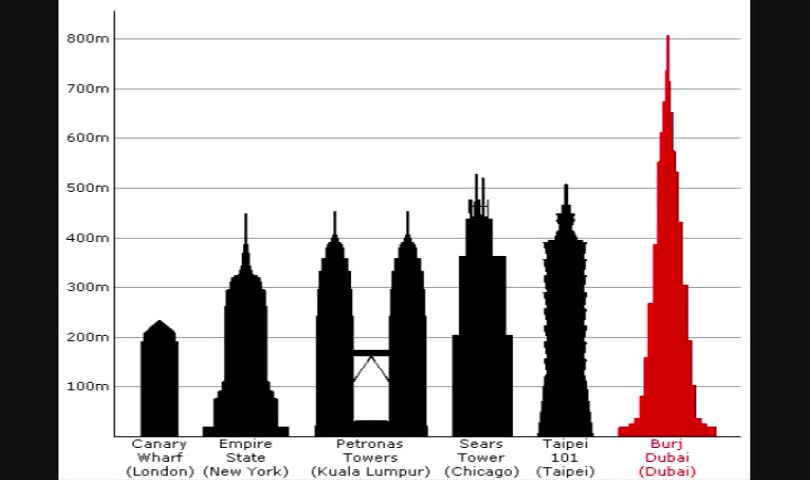 800m
700m
600m
500m
400m
300m
200m
100m
Canary
Wharf
(London)
Empire
State
(New York)
Petronas
Towers
(Kuala Lumpur)
Sears
Tower
(Chicago)
Taipei
101
(Taipei)
Burj
Dubai
(Dubai)